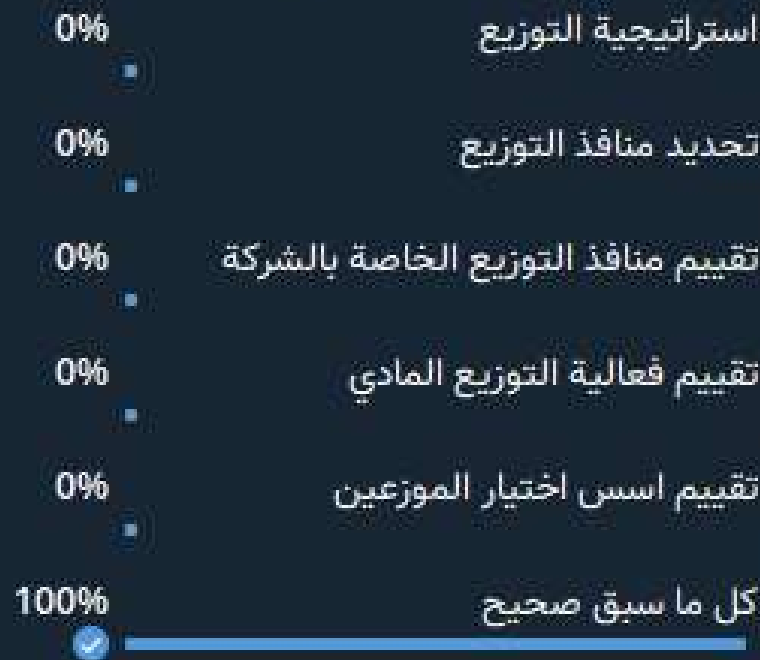 استراتيجية التوزيع 0%
تحديد منافذ التوزيع 0%
تقييم منافذ التوزيع الخاصة بالشركة 0%
تقييم فعالية التوزيع المادي 0%
تقييم اسس اختيار الموزعين 0%
كل ما سبق صحيح 100%